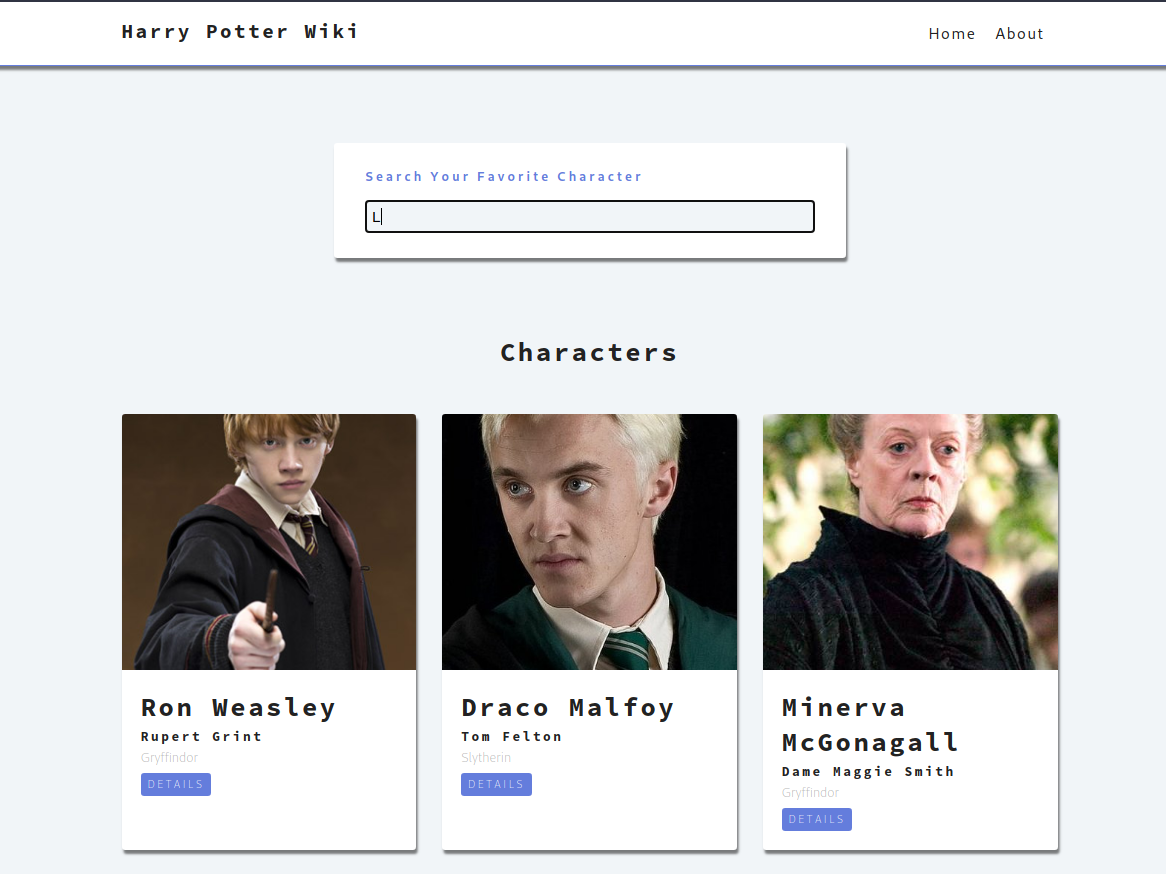 Harry Potter Wiki
Home About
Search Your Favorite Character
L
Characters
Ron Weasley
Rupert Grint
Gryffindor
DETAILS
Draco Malfoy
Tom Felton
Slytherin
DETAILS
Minerva
McGonagall
Dame Maggie Smith
Gryffindor
DETAILS